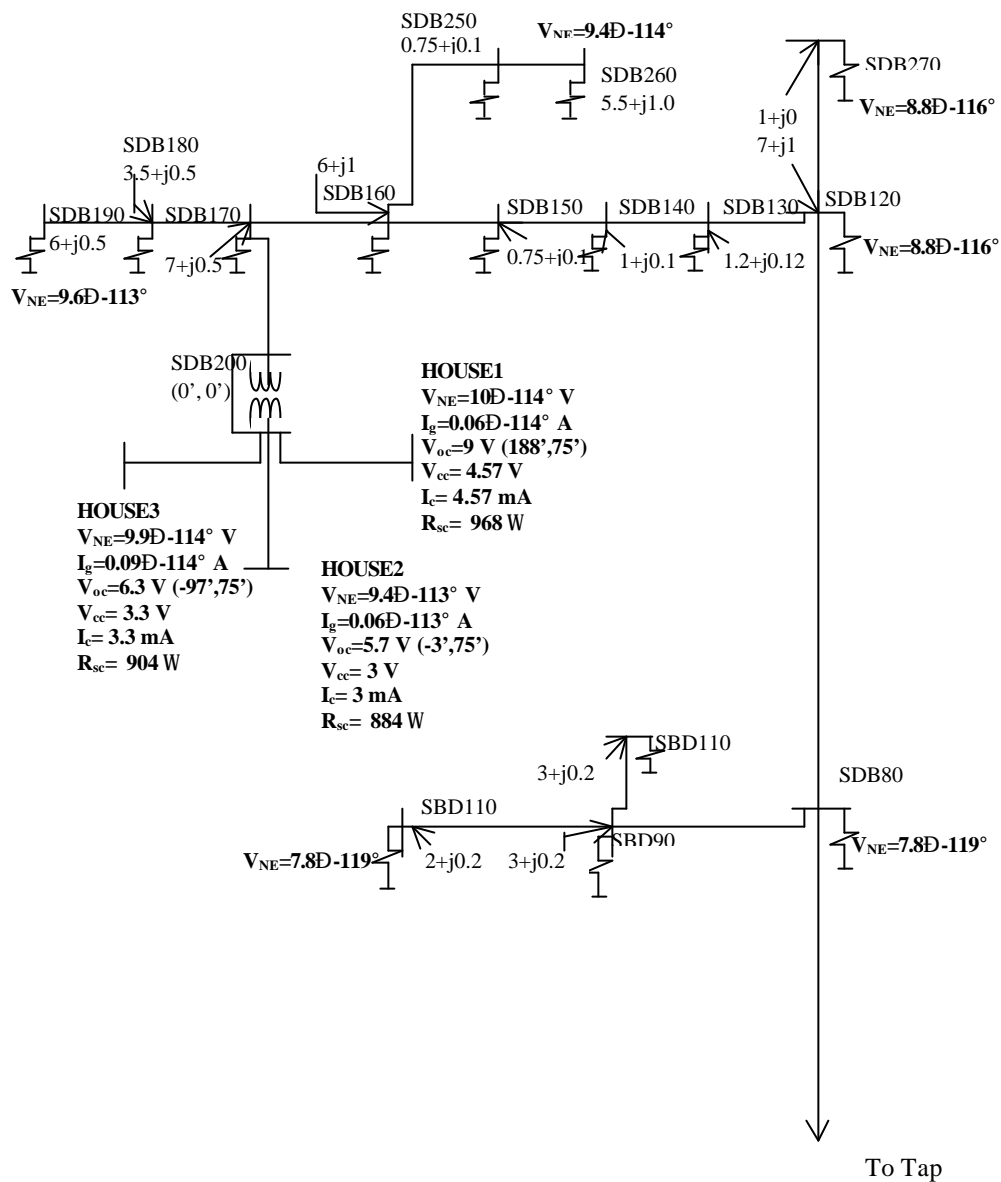 SDB250
0.75+j0.1
V_NE=9.4Ð-114°
SDB260
5.5+j1.0
SDB270
V_NE=8.8Ð-116°
1+j0
7+j1
SDB180
3.5+j0.5
6+j1
SDB160
SDB190
SDB170
6+j0.5
7+j0.5
V_NE=9.6Ð-113°
SDB150
SDB140
SDB130
SDB120
0.75+j0.1
1+j0.1
1.2+j0.12
V_NE=8.8Ð-116°
SDB200
(0’, 0’)
HOUSE1
V_NE=10Ð-114° V
I_g=0.06Ð-114° A
V_oc=9 V (188’,75’)
V_cc= 4.57 V
I_c= 4.57 mA
R_sc= 968 W
HOUSE3
V_NE=9.9Ð-114° V
I_g=0.09Ð-114° A
V_oc=6.3 V (-97’,75’)
V_cc= 3.3 V
I_c= 3.3 mA
R_sc= 904 W
HOUSE2
V_NE=9.4Ð-113° V
I_g=0.06Ð-113° A
V_oc=5.7 V (-3’,75’)
V_cc= 3 V
I_c= 3 mA
R_sc= 884 W
SBD110
3+j0.2
SDB80
SBD110
SBD90
V_NE=7.8Ð-119°
2+j0.2
3+j0.2
V_NE=7.8Ð-119°
To Tap